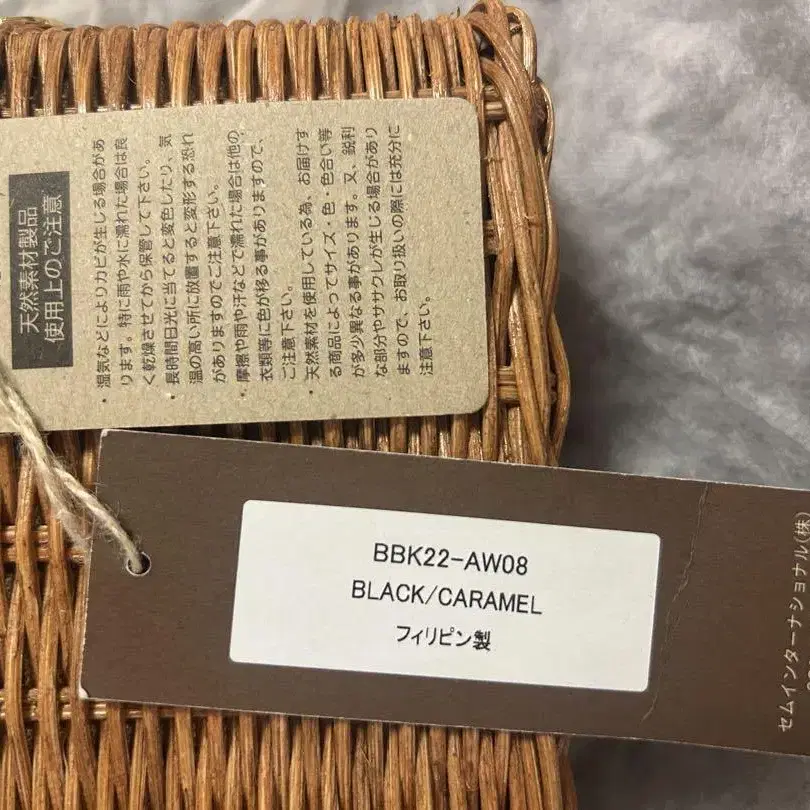 天然素材製品
使用上のご注意
・湿気などによりカビが生じる場合があ
ります。特に雨や水に濡れた場合は良
く乾燥させてから保管して下さい。
長時間日光に当てると変色したり、気
温の高い所に放置すると変形する恐れ
がありますのでご注意下さい。
・摩擦や雨や汗などで濡れた場合は他の
衣類等に色が移る事がありますので、
ご注意下さい。
・天然素材を使用している為、お届けす
る商品によってサイズ・色・色合い等
が多少異なる事があります。又、鋭利
な部分やササクレが生じる場合があり
ますので、お取り扱いの際には充分に
注意下さい。
BBK22-AW08
BLACK/CARAMEL
フィリピン製
セムインターナショナル(株)